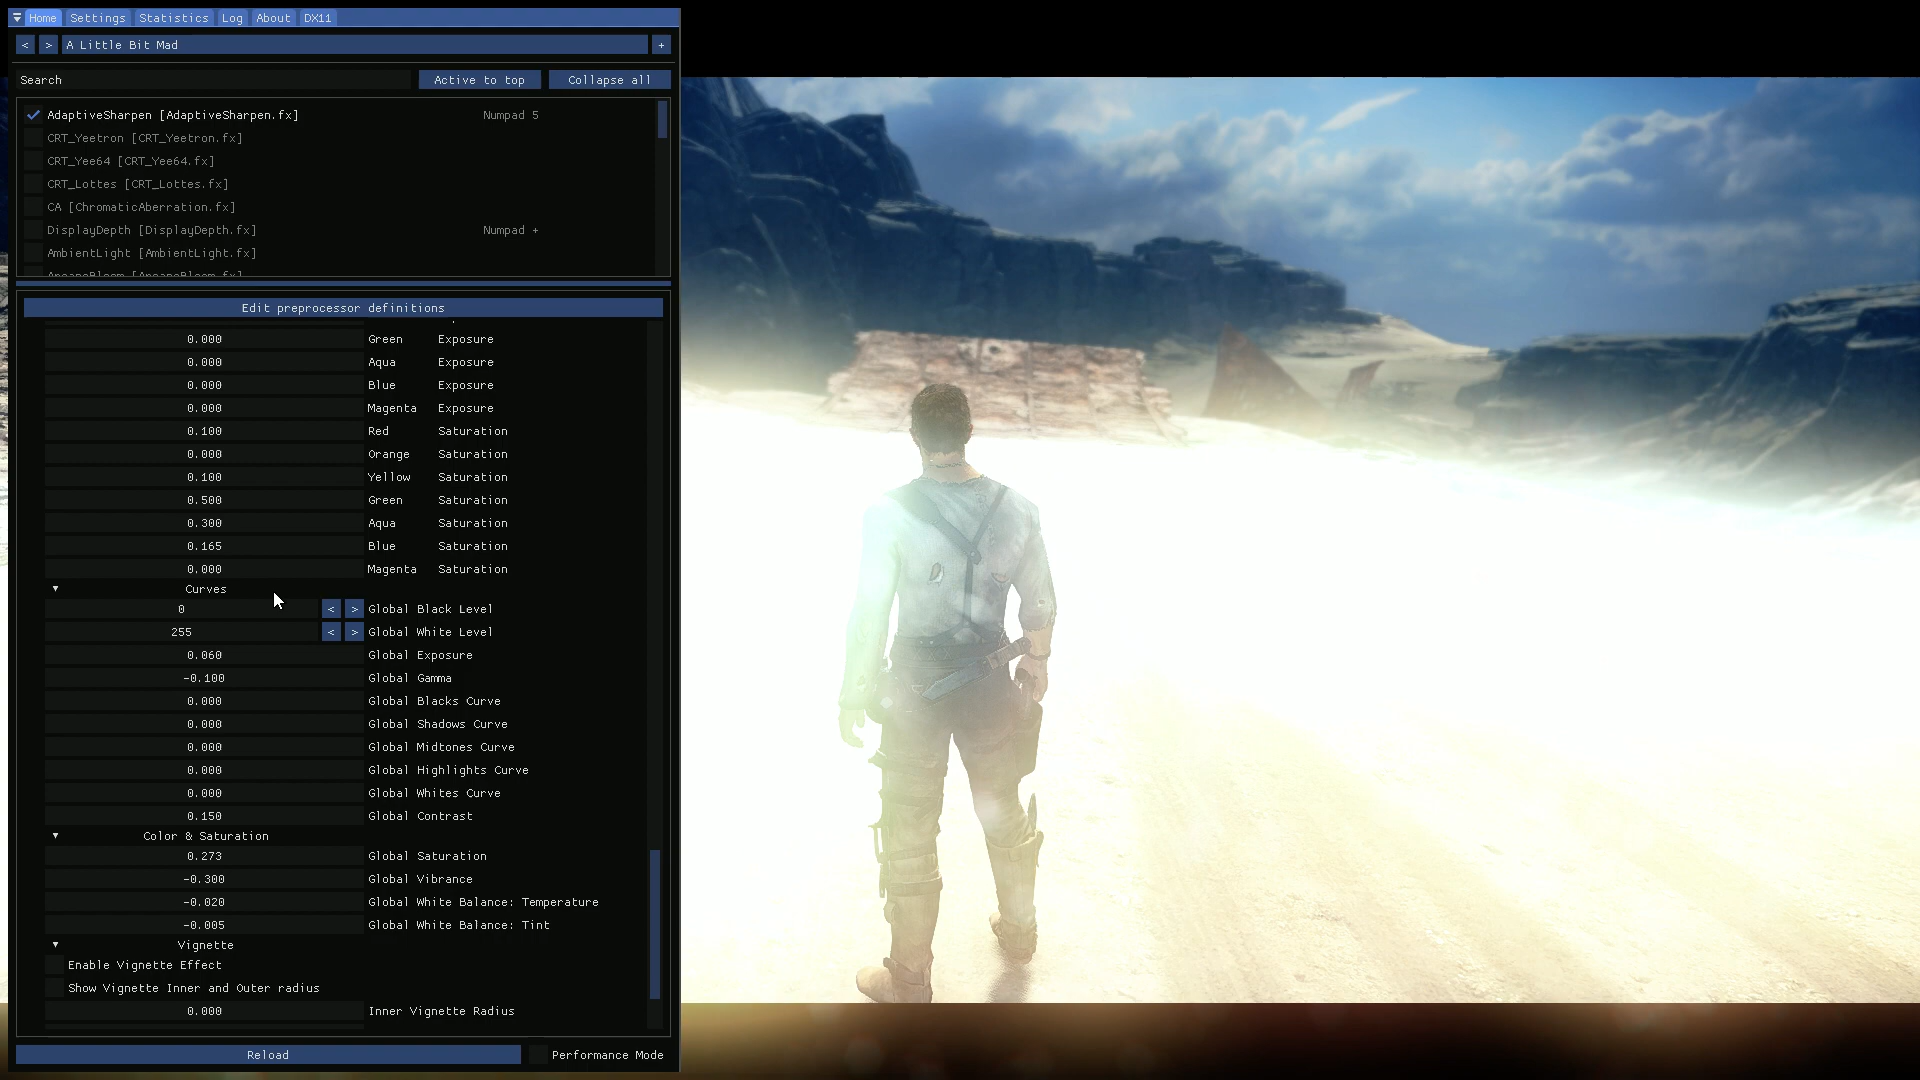 Home Settings Statistics Log About DX11
< > A Little Bit Mad +
Search Active to top Collapse all
AdaptiveSharpen [AdaptiveSharpen.fx] Numpad 5
CRT_Yeetron [CRT_Yeetron.fx]
CRT_Yee64 [CRT_Yee64.fx]
CRT_Lottes [CRT_Lottes.fx]
CA [ChromaticAberration.fx]
DisplayDepth [DisplayDepth.fx] Numpad +
AmbientLight [AmbientLight.fx]
ArcaneBloom [ArcaneBloom.fx]
Edit preprocessor definitions
0.000 Green Exposure
0.000 Aqua Exposure
0.000 Blue Exposure
0.000 Magenta Exposure
0.100 Red Saturation
0.000 Orange Saturation
0.100 Yellow Saturation
0.500 Green Saturation
0.300 Aqua Saturation
0.165 Blue Saturation
0.000 Magenta Saturation
Curves
0 < > Global Black Level
255 < > Global White Level
0.060 Global Exposure
-0.100 Global Gamma
0.000 Global Blacks Curve
0.000 Global Shadows Curve
0.000 Global Midtones Curve
0.000 Global Highlights Curve
0.000 Global Whites Curve
0.150 Global Contrast
Color & Saturation
0.273 Global Saturation
-0.300 Global Vibrance
-0.020 Global White Balance: Temperature
-0.005 Global White Balance: Tint
Vignette
Enable Vignette Effect
Show Vignette Inner and Outer radius
0.000 Inner Vignette Radius
Reload Performance Mode